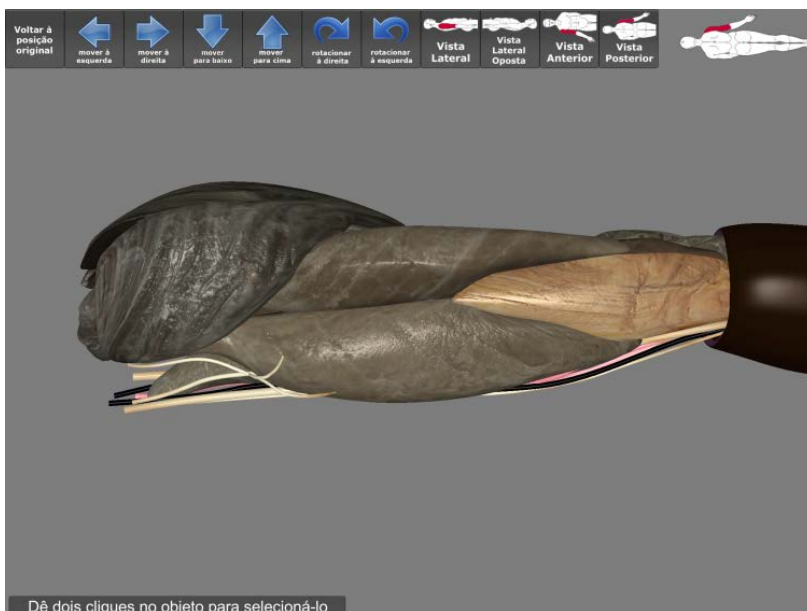 Voltar à
posição
original
mover à
esquerda
mover à
direita
mover
para baixo
mover
para cima
rotacionar
à direita
rotacionar
à esquerda
Vista
Lateral
Vista
Lateral
Oposta
Vista
Anterior
Vista
Posterior
Dê dois cliques no objeto para selecioná-lo